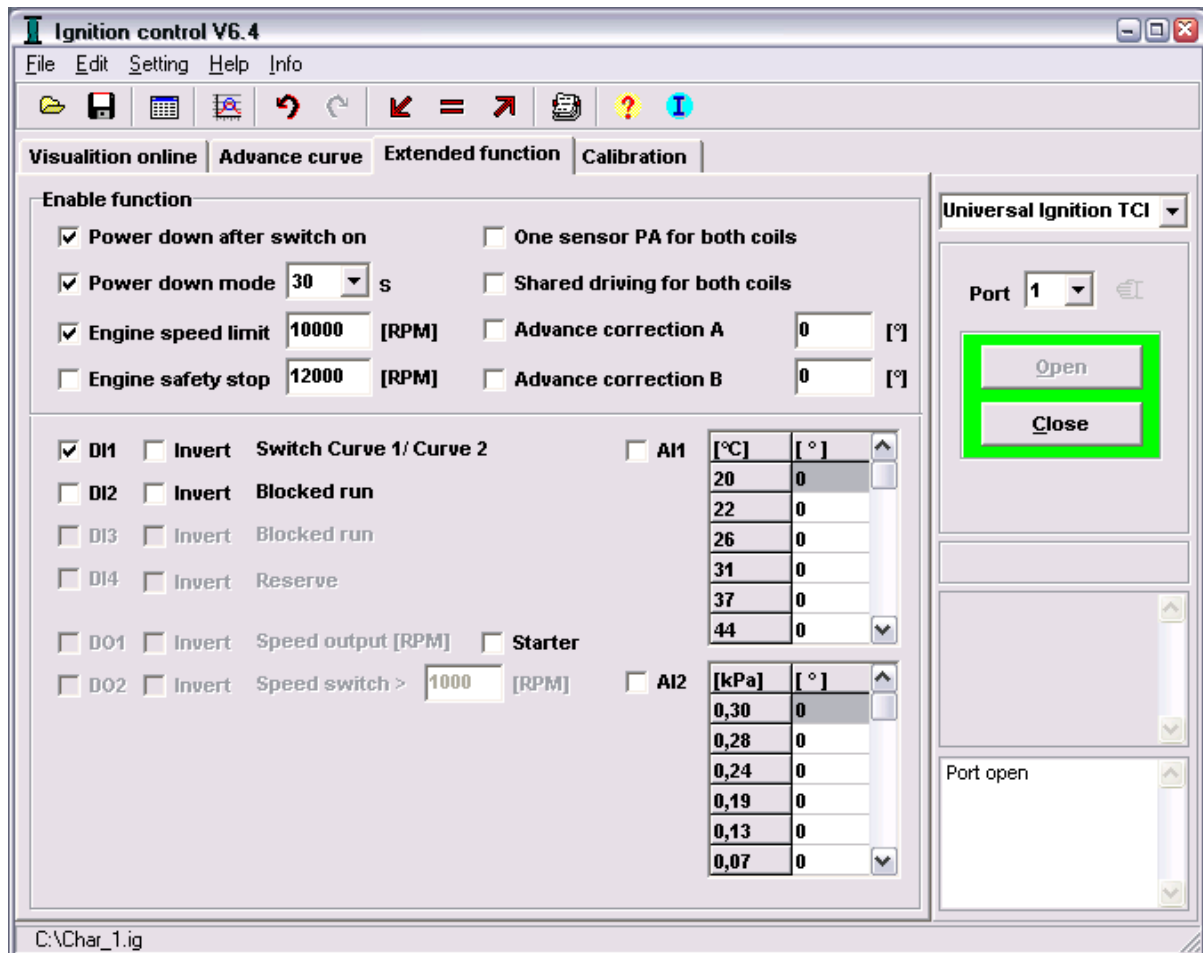 Ignition control V6.4
File Edit Setting Help Info
Visualition online Advance curve Extended function Calibration
Enable function
Power down after switch on One sensor PA for both coils
Power down mode 30 s Shared driving for both coils
Engine speed limit 10000 [RPM] Advance correction A 0 [°]
Engine safety stop 12000 [RPM] Advance correction B 0 [°]
DI1 Invert Switch Curve 1/ Curve 2 AI1
DI2 Invert Blocked run
DI3 Invert Blocked run
DI4 Invert Reserve
DO1 Invert Speed output [RPM] Starter
DO2 Invert Speed switch > 1000 [RPM] AI2
[°C] [ ° ]
20 0
22 0
26 0
31 0
37 0
44 0
[kPa] [ ° ]
0,30 0
0,28 0
0,24 0
0,19 0
0,13 0
0,07 0
Universal Ignition TCI
Port 1
Open
Close
Port open
C:\Char_1.ig